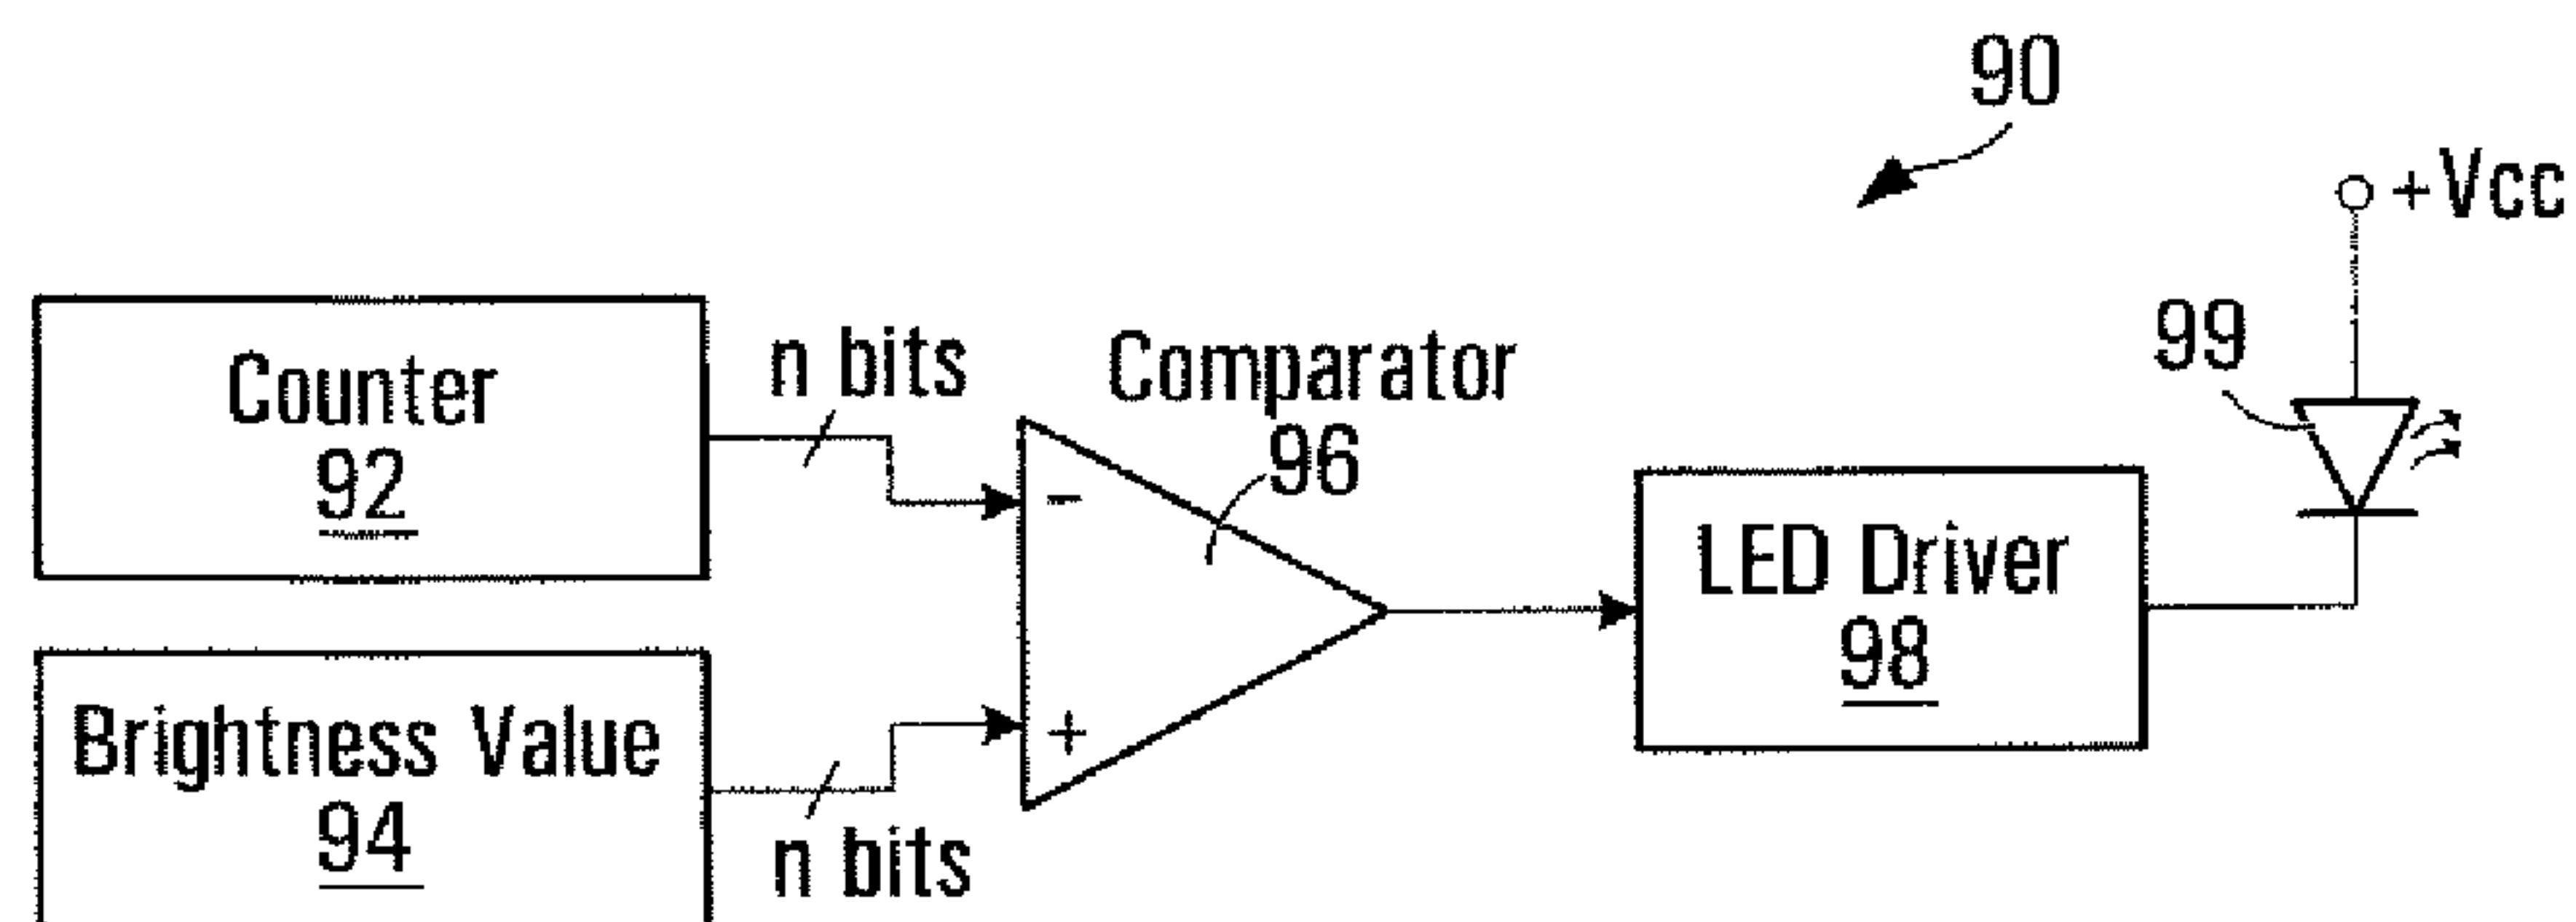 90
+Vcc
99
Counter
92
n bits
Comparator
96
-
+
LED Driver
98
Brightness Value
94
n bits